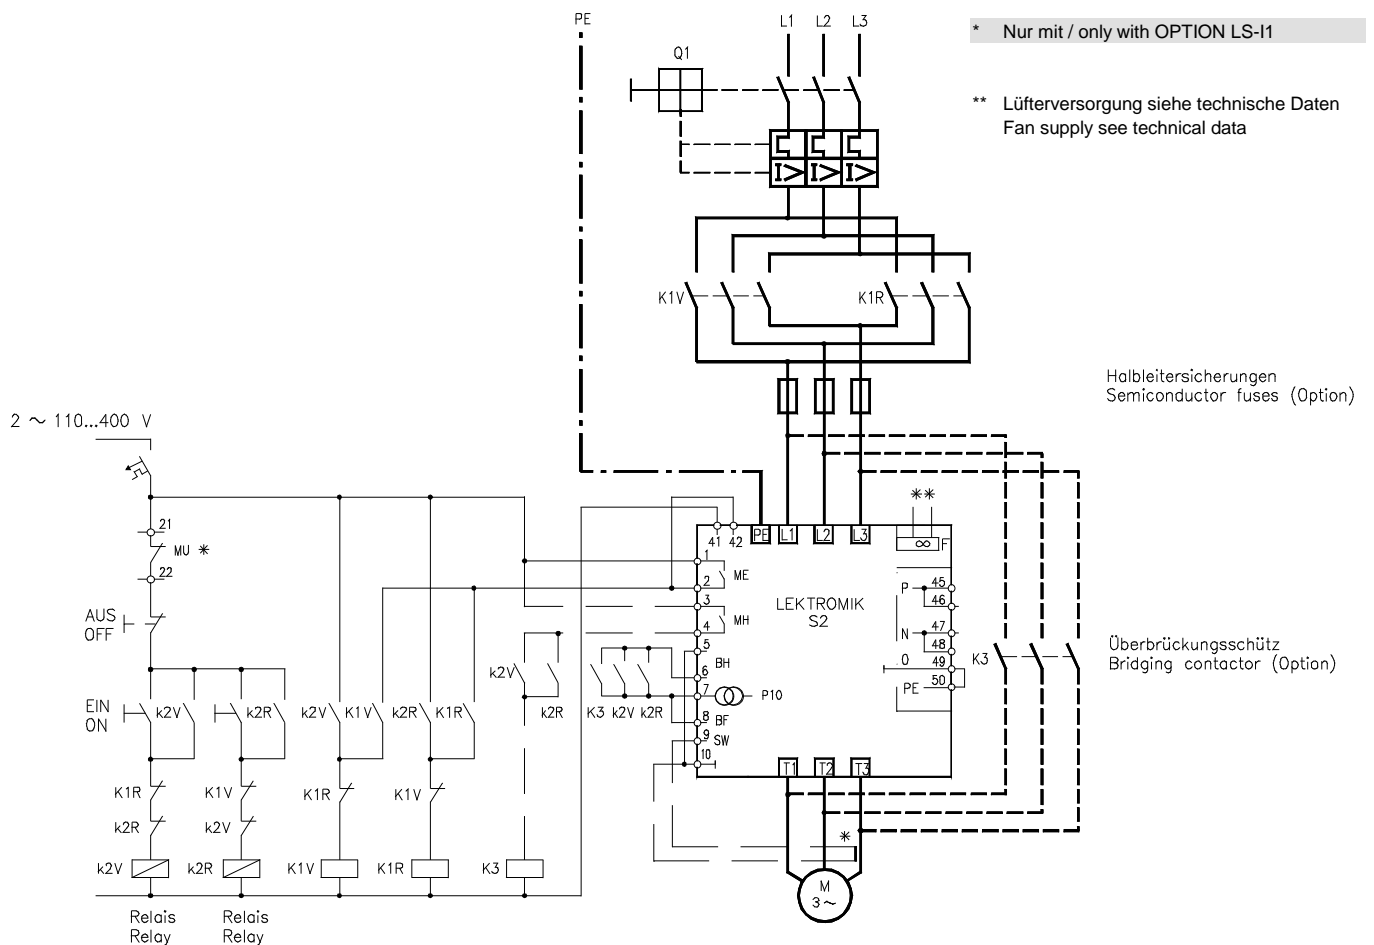 PE
L1 L2 L3
* Nur mit / only with OPTION LS-I1
Q1
** Lüfterversorgung siehe technische Daten
Fan supply see technical data
I> I> I>
K1V
K1R
Halbleitersicherungen
Semiconductor fuses (Option)
2 ~ 110...400 V
**
21
MU *
22
41 42 PE L1 L2 L3
∞ F
1
ME
2
3
MH
4
5
BH
6
7
P10
8
BF
9
SW
10
LEKTROMIK
S2
P
45
46
N
47
48
0
49
50
PE
AUS
OFF
K3
Überbrückungsschütz
Bridging contactor (Option)
k2V
k2R
K3 k2V k2R
EIN
ON
k2V k2R k2V K1V k2R K1R
T1 T2 T3
K1R K1V K1R K1V
k2R k2V
*
k2V k2R K1V K1R K3
M
3 ~
Relais
Relay
Relais
Relay